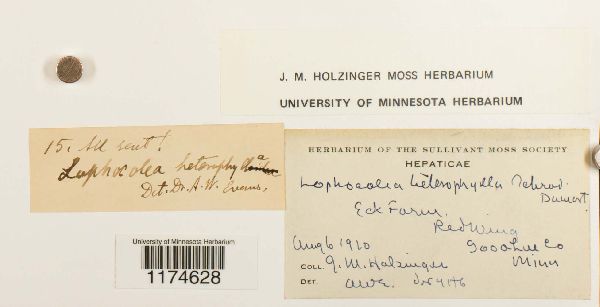 J. M. HOLZINGER MOSS HERBARIUM
UNIVERSITY OF MINNESOTA HERBARIUM
15. All sent!
Lophocolea heterophylla
Det. Dr. A. W. Evans.
HERBARIUM OF THE SULLIVANT MOSS SOCIETY
HEPATICAE
Lophocolea heterophylla Schrad.
Dumort.
Eck Farm.
Red Wing
Aug 6 1910
Goodhue Co
COLL. J. M. Holzinger
Minn
DET. AWE.
University of Minnesota Herbarium
1174628